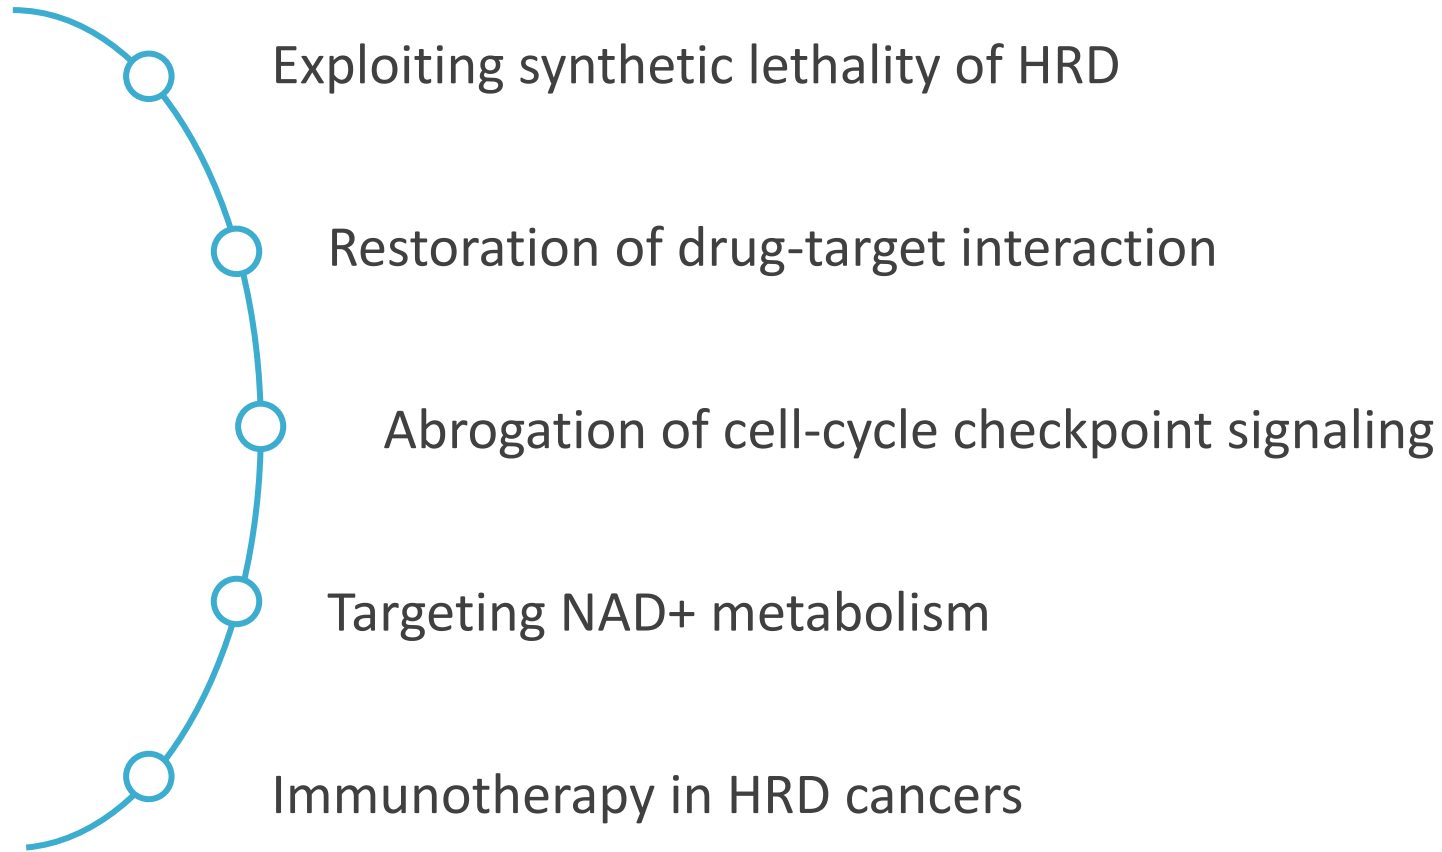 Exploiting synthetic lethality of HRD
Restoration of drug-target interaction
Abrogation of cell-cycle checkpoint signaling
Targeting NAD+ metabolism
Immunotherapy in HRD cancers